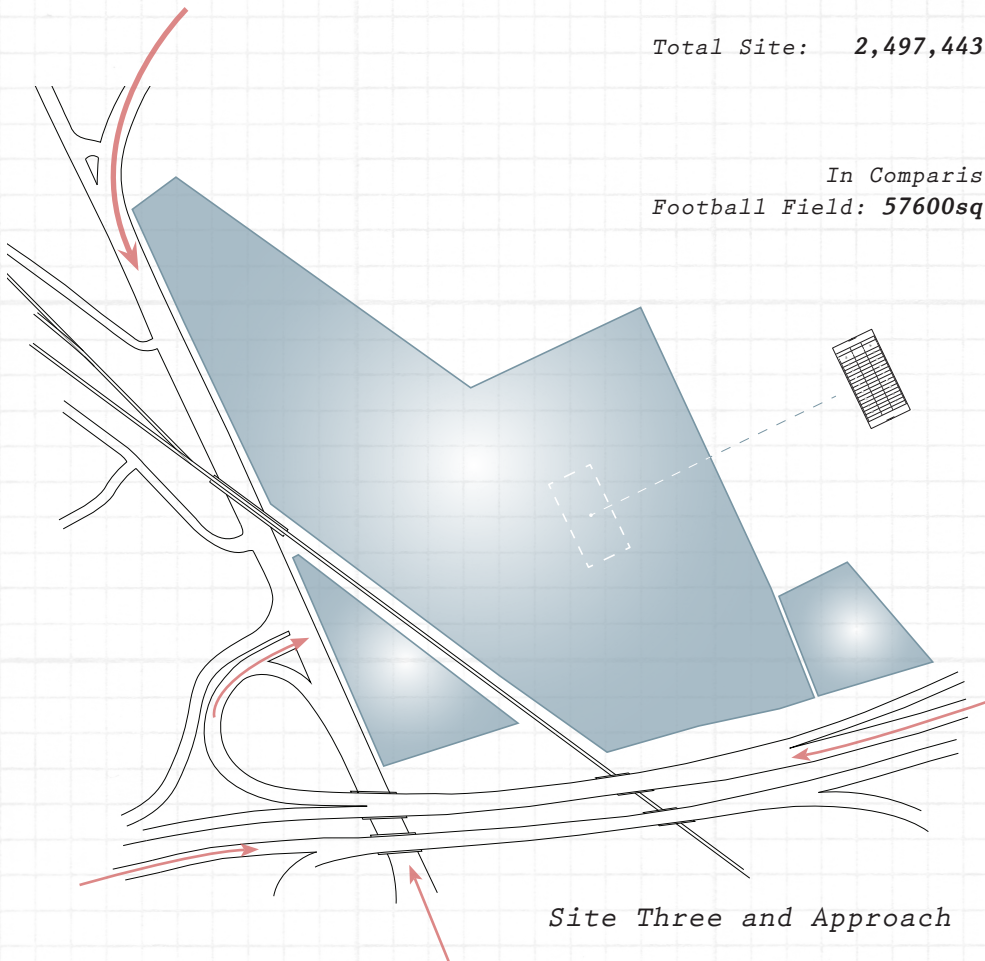 Total Site: 2,497,443
In Comparis
Football Field: 57600sq
Site Three and Approach